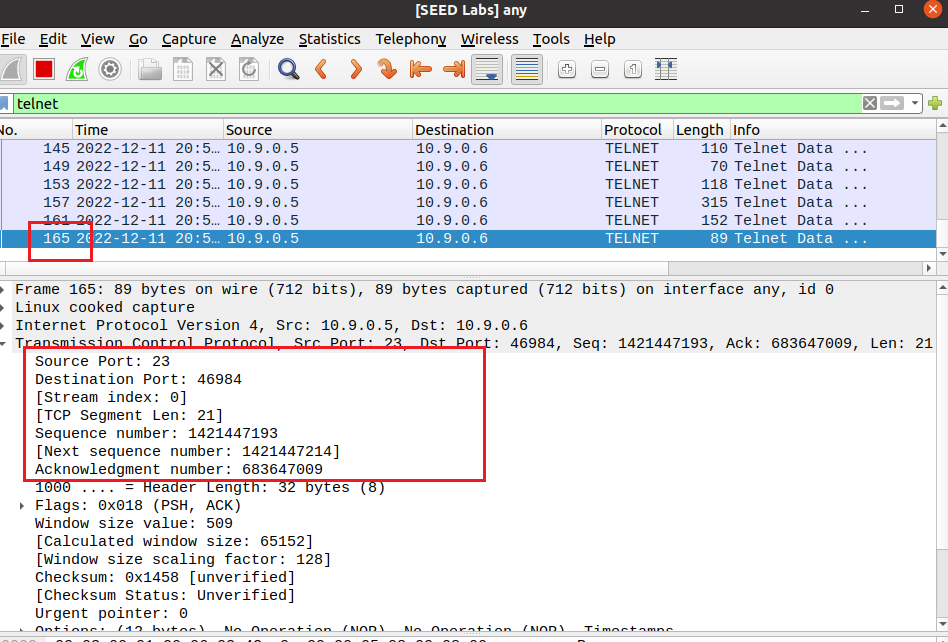 [SEED Labs] any
File Edit View Go Capture Analyze Statistics Telephony Wireless Tools Help
telnet
No. Time Source Destination Protocol Length Info
145 2022-12-11 20:5… 10.9.0.5 10.9.0.6 TELNET 110 Telnet Data ...
149 2022-12-11 20:5… 10.9.0.5 10.9.0.6 TELNET 70 Telnet Data ...
153 2022-12-11 20:5… 10.9.0.5 10.9.0.6 TELNET 118 Telnet Data ...
157 2022-12-11 20:5… 10.9.0.5 10.9.0.6 TELNET 315 Telnet Data ...
161 2022-12-11 20:5… 10.9.0.5 10.9.0.6 TELNET 152 Telnet Data ...
165 2022-12-11 20:5… 10.9.0.5 10.9.0.6 TELNET 89 Telnet Data ...
Frame 165: 89 bytes on wire (712 bits), 89 bytes captured (712 bits) on interface any, id 0
Linux cooked capture
Internet Protocol Version 4, Src: 10.9.0.5, Dst: 10.9.0.6
Transmission Control Protocol, Src Port: 23, Dst Port: 46984, Seq: 1421447193, Ack: 683647009, Len: 21
Source Port: 23
Destination Port: 46984
[Stream index: 0]
[TCP Segment Len: 21]
Sequence number: 1421447193
[Next sequence number: 1421447214]
Acknowledgment number: 683647009
1000 .... = Header Length: 32 bytes (8)
Flags: 0x018 (PSH, ACK)
Window size value: 509
[Calculated window size: 65152]
[Window size scaling factor: 128]
Checksum: 0x1458 [unverified]
[Checksum Status: Unverified]
Urgent pointer: 0
Options: (12 bytes), No-Operation (NOP), No-Operation (NOP), Timestamps